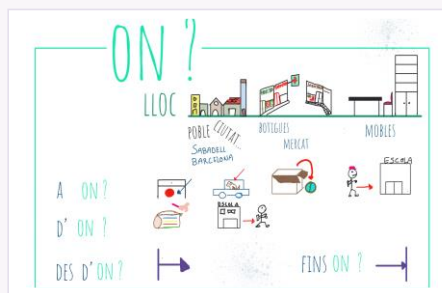 ON ?
LLOC
POBLE CIUTAT:
SABADELL
BARCELONA
BOTIGUES
MERCAT
MOBLES
A ON ?
ESCOLA
D' ON ?
ESCOLA
DES D'ON ?
FINS ON ?